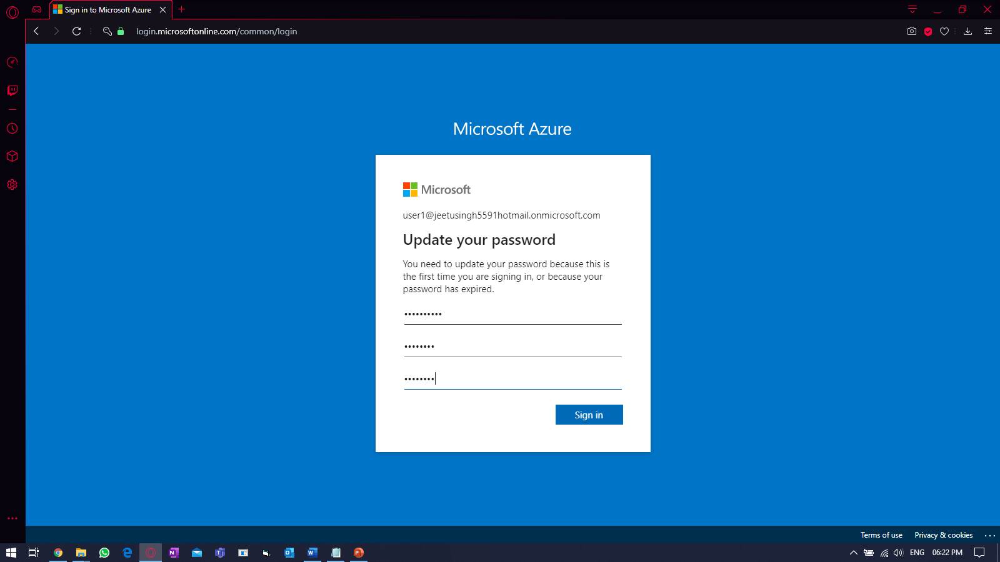 Sign in to Microsoft Azure
login.microsoftonline.com/common/login
Microsoft Azure
Microsoft
user1@jeetusingh5591hotmail.onmicrosoft.com
Update your password
You need to update your password because this is
the first time you are signing in, or because your
password has expired.
••••••••••
••••••••
••••••••
Sign in
Terms of use Privacy & cookies ...
ENG 06:22 PM